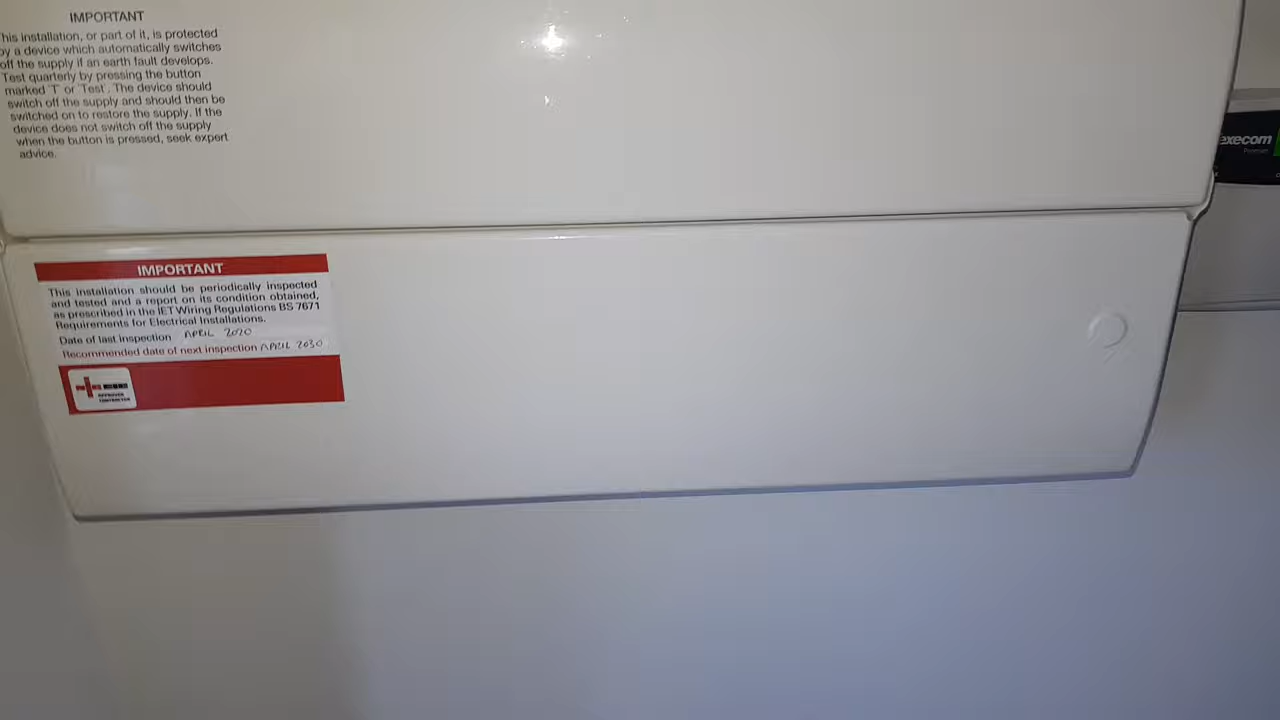 IMPORTANT
This installation, or part of it, is protected
by a device which automatically switches
off the supply if an earth fault develops.
Test quarterly by pressing the button
marked 'T' or 'Test'. The device should
switch off the supply and should then be
switched on to restore the supply. If the
device does not switch off the supply
when the button is pressed, seek expert
advice.
execom
Premium
IMPORTANT
This installation should be periodically inspected
and tested and a report on its condition obtained,
as prescribed in the IET Wiring Regulations BS 7671
Requirements for Electrical Installations.
Date of last inspection APRIL 2020
Recommended date of next inspection APRIL 2030
APPROVED
CONTRACTOR